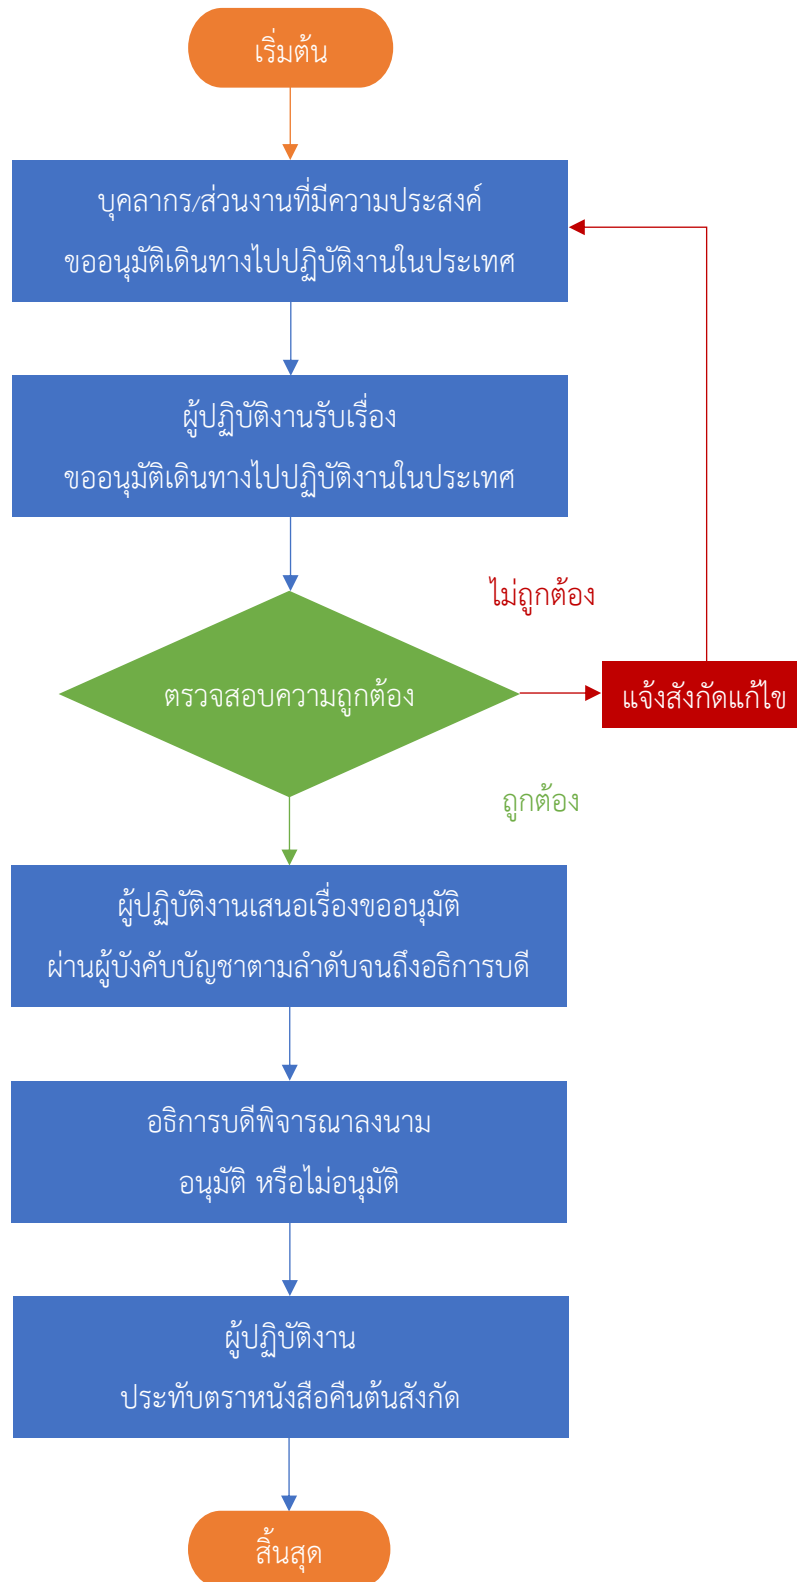 เริ่มต้น
บุคลากร/ส่วนงานที่มีความประสงค์
ขออนุมัติเดินทางไปปฏิบัติงานในประเทศ
ผู้ปฏิบัติงานรับเรื่อง
ขออนุมัติเดินทางไปปฏิบัติงานในประเทศ
ไม่ถูกต้อง
ตรวจสอบความถูกต้อง
แจ้งสังกัดแก้ไข
ถูกต้อง
ผู้ปฏิบัติงานเสนอเรื่องขออนุมัติ
ผ่านผู้บังคับบัญชาตามลำดับจนถึงอธิการบดี
อธิการบดีพิจารณาลงนาม
อนุมัติ หรือไม่อนุมัติ
ผู้ปฏิบัติงาน
ประทับตราหนังสือคืนต้นสังกัด
สิ้นสุด